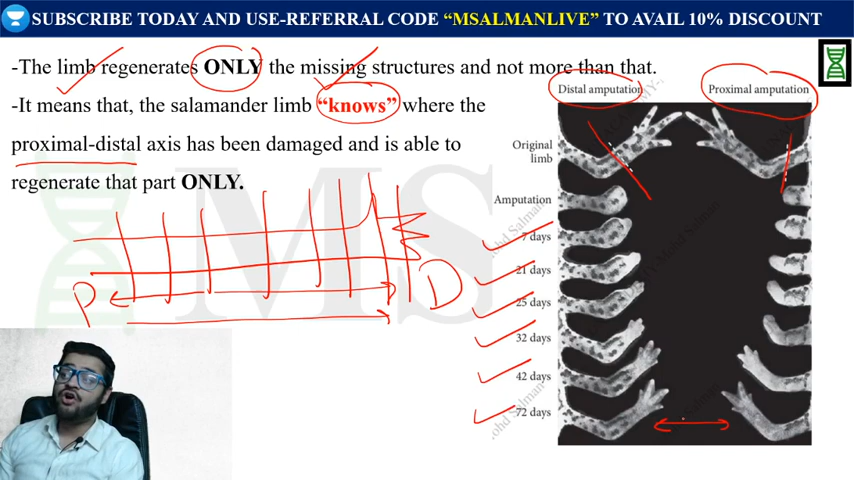 SUBSCRIBE TODAY AND USE-REFERRAL CODE “MSALMANLIVE” TO AVAIL 10% DISCOUNT
-The limb regenerates ONLY the missing structures and not more than that.
-It means that, the salamander limb “knows” where the
proximal-distal axis has been damaged and is able to
regenerate that part ONLY.
Distal amputation
Proximal amputation
Original
limb
Amputation
7 days
21 days
25 days
32 days
42 days
72 days
P
D
MS